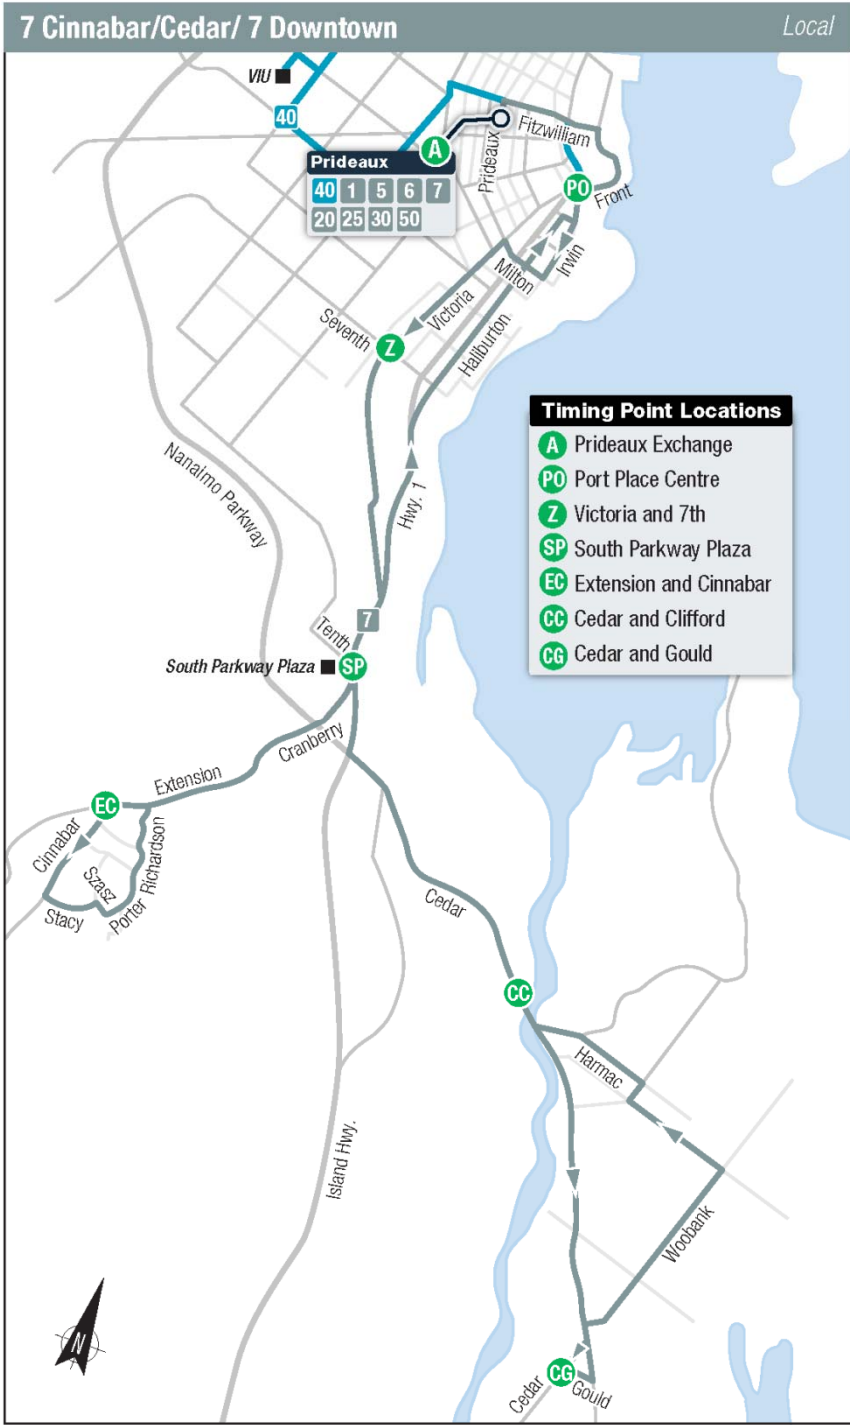 7 Cinnabar/Cedar/ 7 Downtown
Local
VIU
40
A
Prideaux
40 1 5 6 7
20 25 30 50
Prideaux
Fitzwilliam
PO
Front
Irwin
Milton
Victoria
Seventh
Z
Haliburton
Timing Point Locations
A Prideaux Exchange
PO Port Place Centre
Z Victoria and 7th
SP South Parkway Plaza
EC Extension and Cinnabar
CC Cedar and Clifford
CG Cedar and Gould
Nanaimo Parkway
Hwy. 1
7
Tenth
South Parkway Plaza
SP
Cranberry
Extension
EC
Cinnabar
Szasz
Richardson
Porter
Stacy
Cedar
CC
Harmac
Island Hwy.
Woobank
N
CG
Cedar
Gould